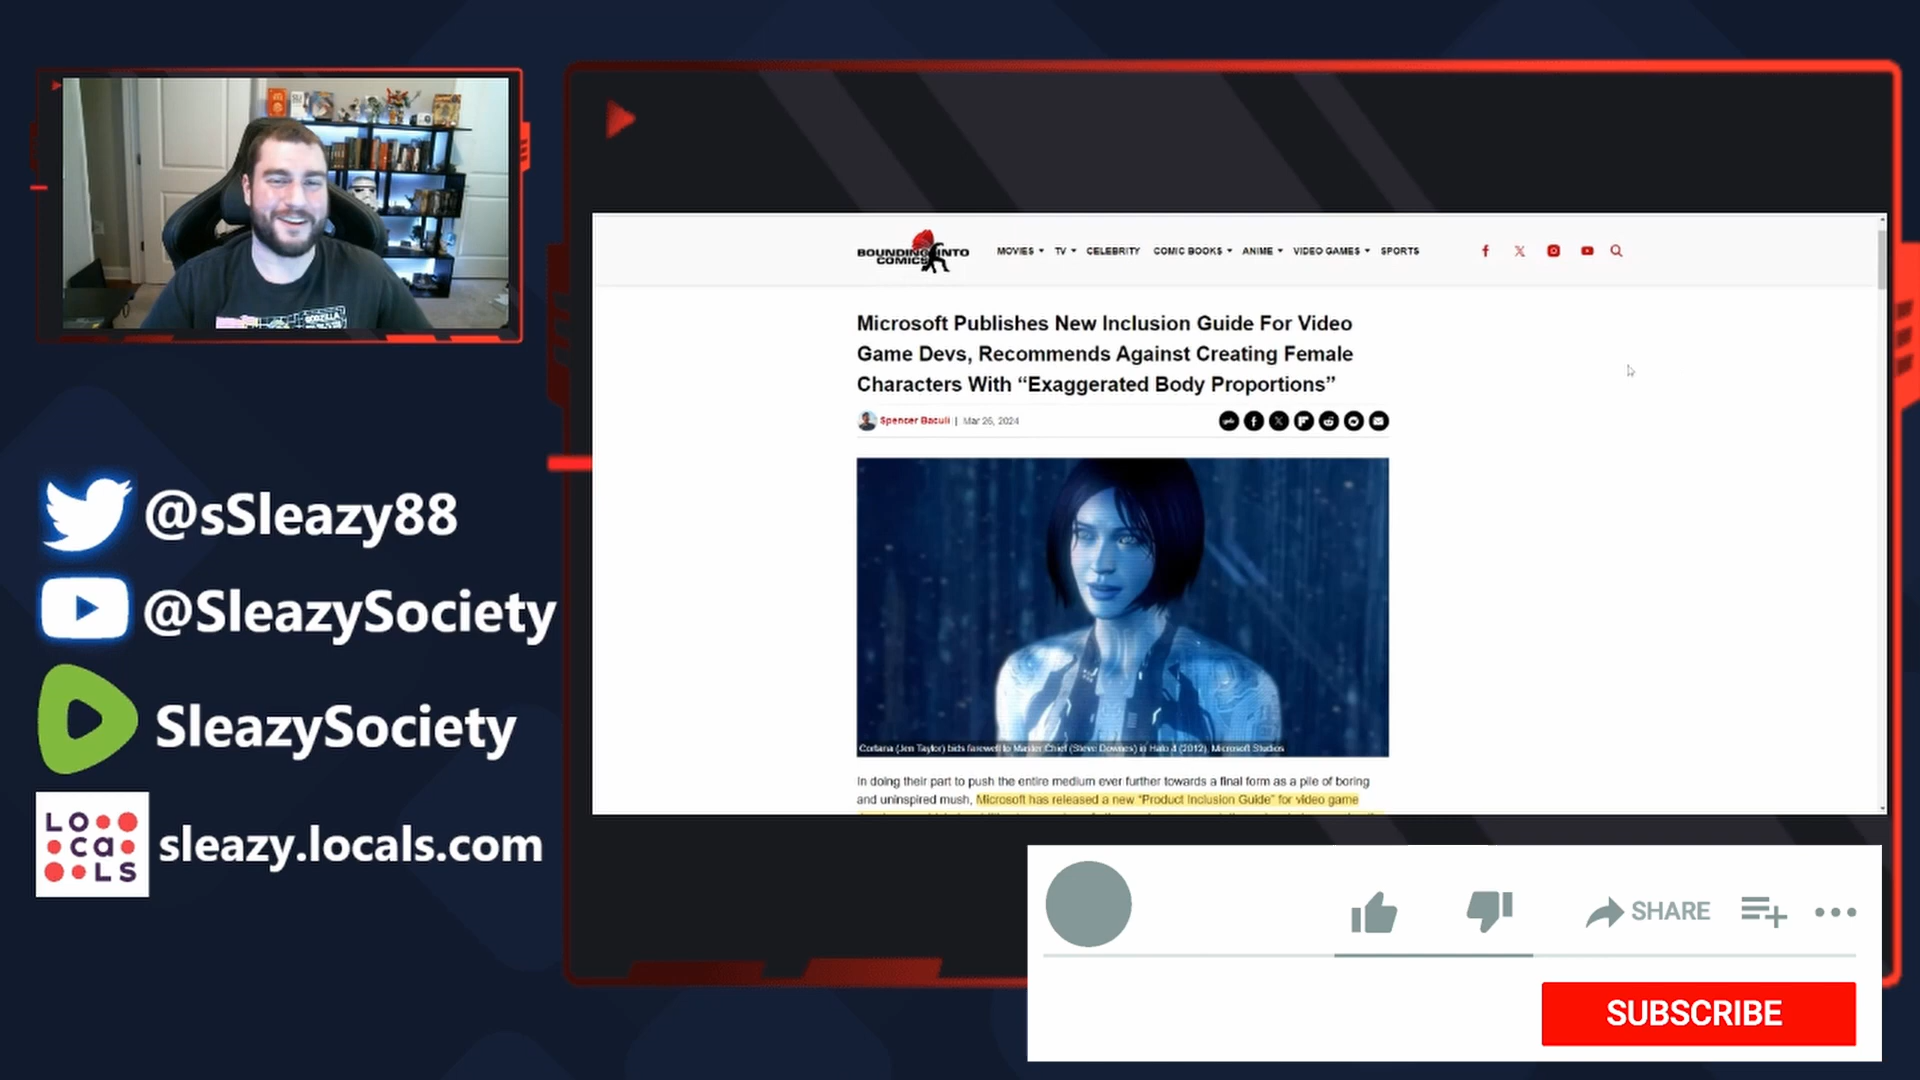 GODZILLA
@sSleazy88
@SleazySociety
SleazySociety
LOcaLS
sleazy.locals.com
BOUNDING INTO
COMICS
MOVIES TV CELEBRITY COMIC BOOKS ANIME VIDEO GAMES SPORTS
Microsoft Publishes New Inclusion Guide For Video
Game Devs, Recommends Against Creating Female
Characters With “Exaggerated Body Proportions”
Spencer Baculi | Mar 26, 2024
Cortana (Jen Taylor) bids farewell to Master Chief (Steve Downes) in Halo 4 (2012), Microsoft Studios
In doing their part to push the entire medium ever further towards a final form as a pile of boring
and uninspired mush, Microsoft has released a new “Product Inclusion Guide” for video game
SHARE
SUBSCRIBE